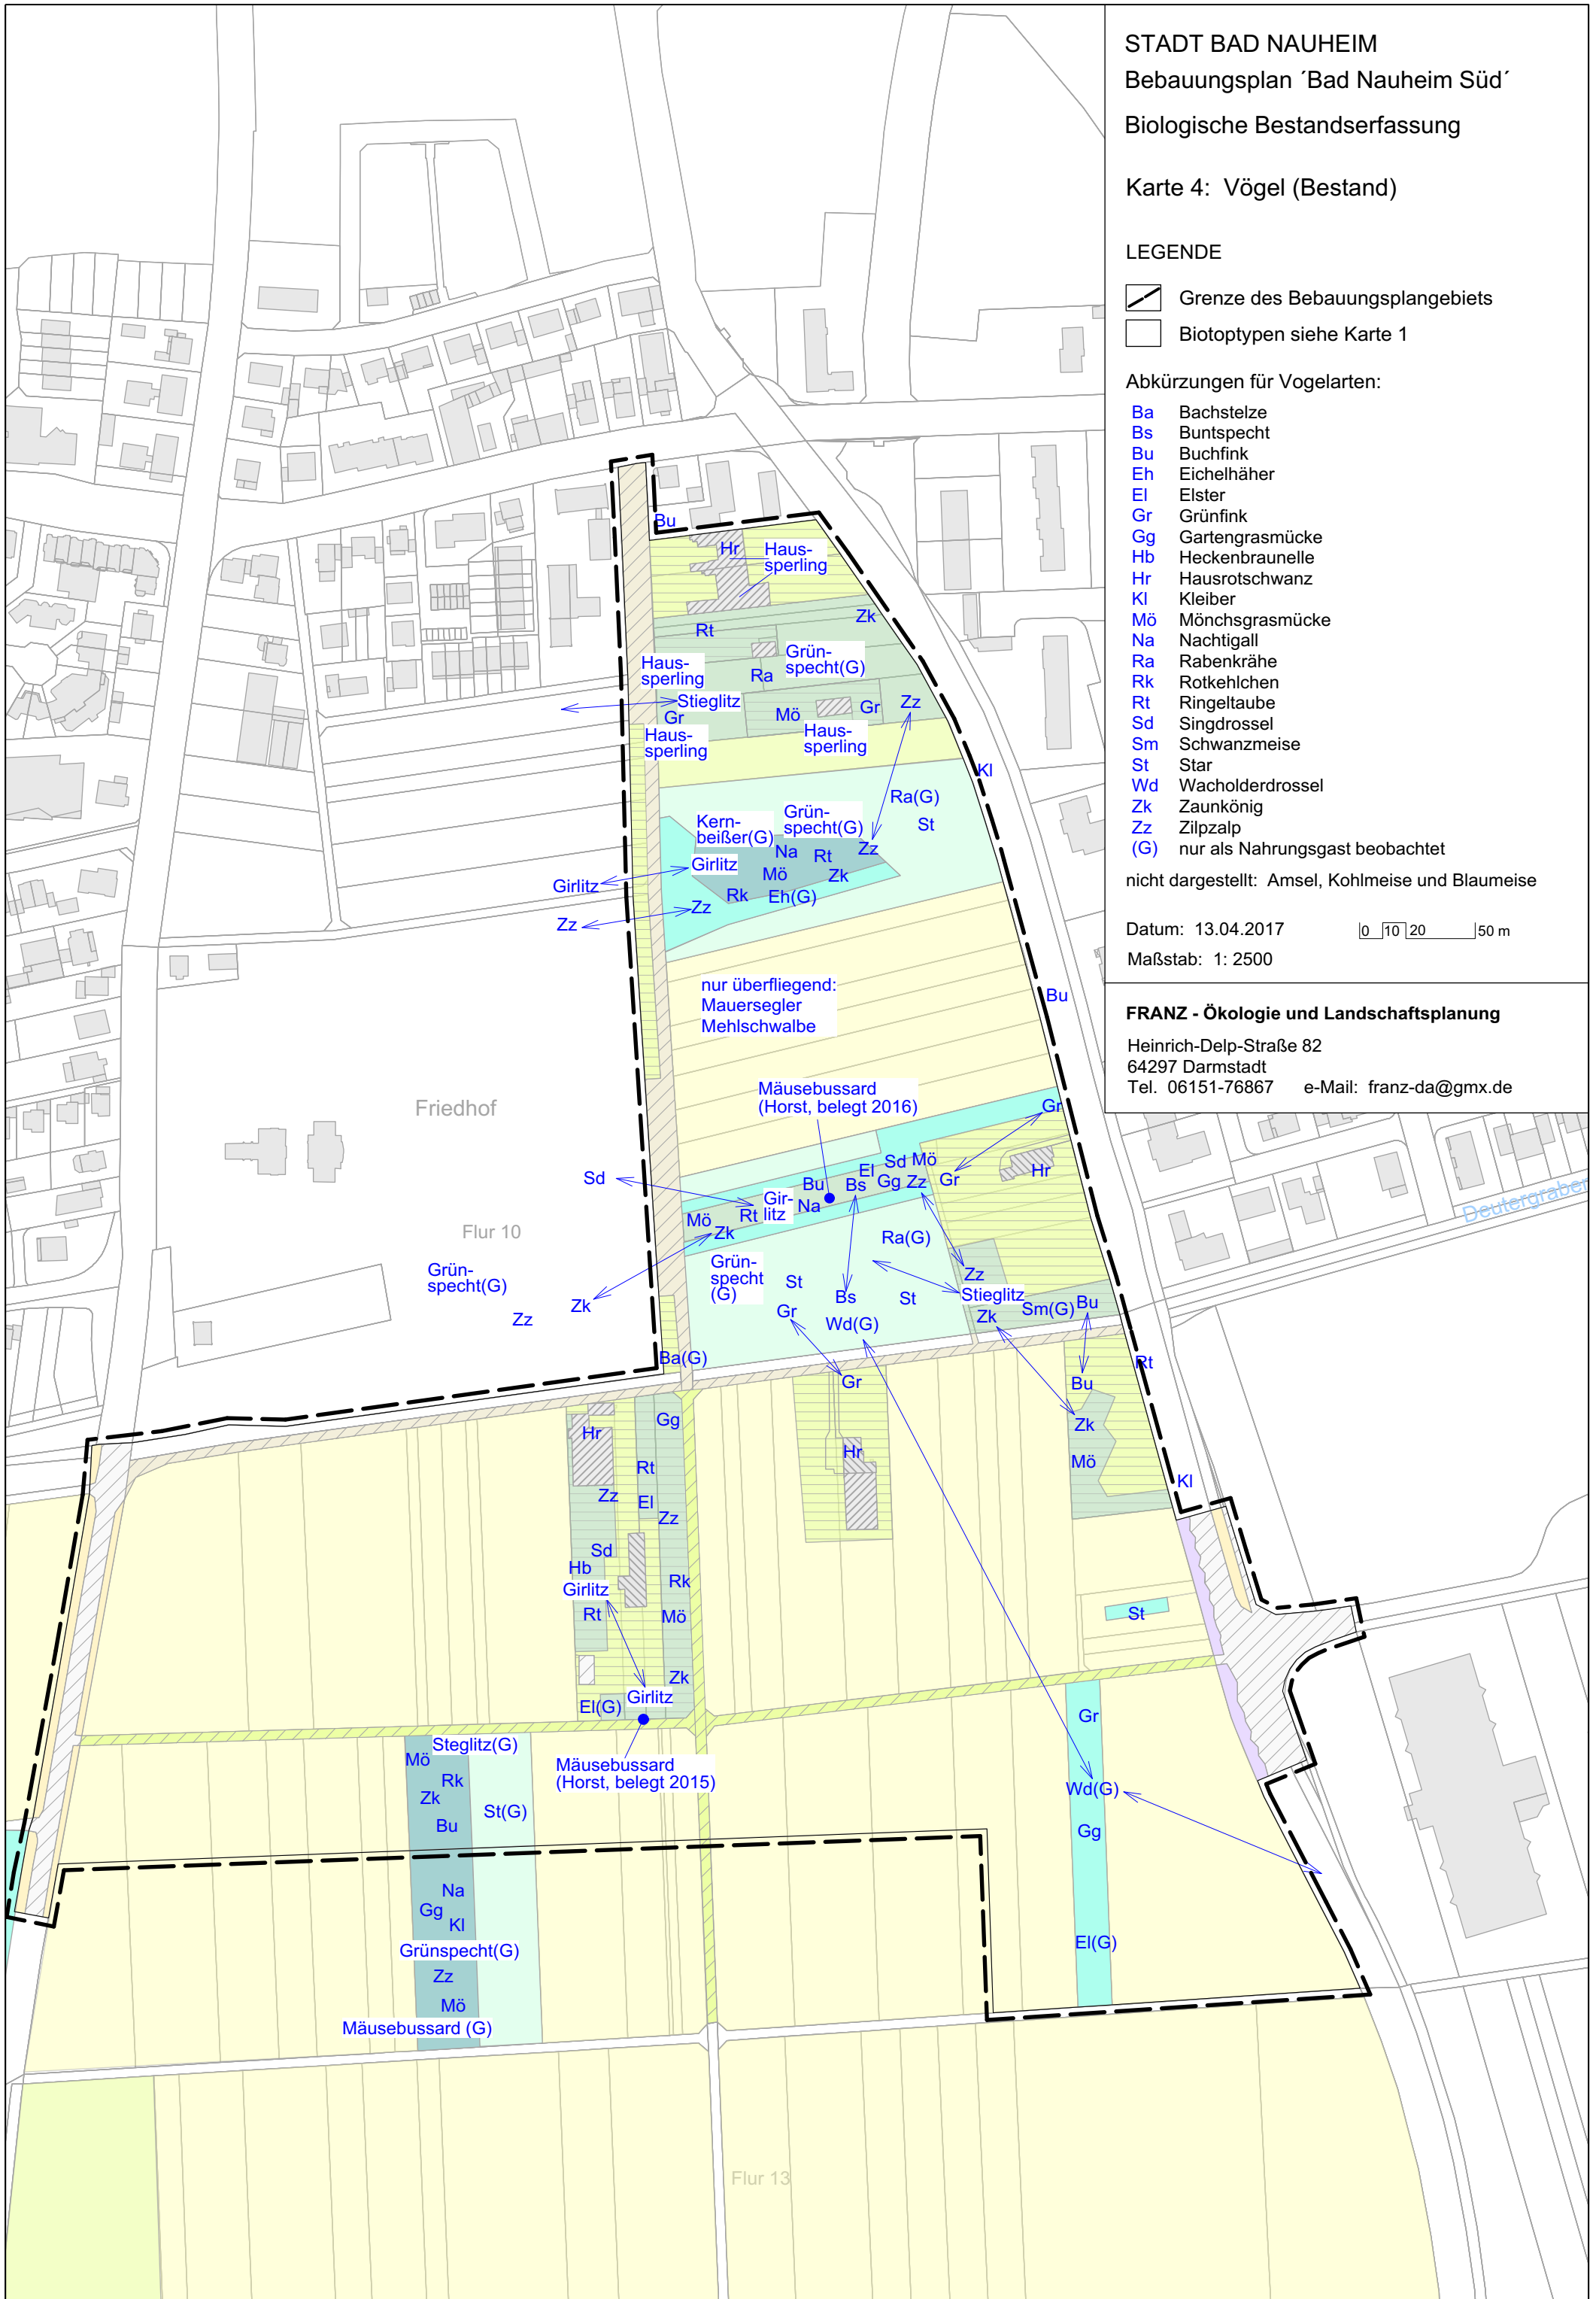 STADT BAD NAUHEIM
Bebauungsplan ´Bad Nauheim Süd´
Biologische Bestandserfassung
Karte 4: Vögel (Bestand)
LEGENDE
Grenze des Bebauungsplangebiets
Biotoptypen siehe Karte 1
Abkürzungen für Vogelarten:
Ba Bachstelze
Bs Buntspecht
Bu Buchfink
Eh Eichelhäher
El Elster
Gr Grünfink
Gg Gartengrasmücke
Hb Heckenbraunelle
Hr Hausrotschwanz
Kl Kleiber
Mö Mönchsgrasmücke
Na Nachtigall
Ra Rabenkrähe
Rk Rotkehlchen
Rt Ringeltaube
Sd Singdrossel
Sm Schwanzmeise
St Star
Wd Wacholderdrossel
Zk Zaunkönig
Zz Zilpzalp
(G) nur als Nahrungsgast beobachtet
nicht dargestellt: Amsel, Kohlmeise und Blaumeise
Datum: 13.04.2017
0 10 20 50 m
Maßstab: 1: 2500
FRANZ - Ökologie und Landschaftsplanung
Heinrich-Delp-Straße 82
64297 Darmstadt
Tel. 06151-76867 e-Mail: franz-da@gmx.de
Bu
Hr
Haus-
sperling
Zk
Rt
Grün-
specht(G)
Haus-
sperling
Ra
Stieglitz
Gr
Mö
Gr
Zz
Haus-
sperling
Haus-
sperling
Kl
Ra(G)
St
Kern-
beißer(G)
Grün-
specht(G)
Zz
Na
Rt
Girlitz
Mö
Zk
Girlitz
Rk
Eh(G)
Zz
Zz
nur überfliegend:
Mauersegler
Mehlschwalbe
Bu
Mäusebussard
(Horst, belegt 2016)
Gr
Friedhof
Sd
Sd
Mö
El
Hr
Gr
Bu
Bs
Gg
Zz
Gir-
litz
Na
Mö
Rt
Zk
Deutergraben
Flur 10
Ra(G)
Grün-
specht(G)
Grün-
specht
(G)
Zz
St
Stieglitz
Bs
St
Zk
Gr
Sm(G)
Bu
Zz
Wd(G)
Zk
Ba(G)
Rt
Gr
Bu
Gg
Zk
Hr
Hr
Mö
Rt
Kl
Zz
El
Zz
Sd
Hb
Girlitz
Rk
Rt
Mö
St
Zk
Girlitz
El(G)
Gr
Steglitz(G)
Mö
Mäusebussard
(Horst, belegt 2015)
Rk
Zk
Wd(G)
St(G)
Bu
Gg
Na
Gg
Kl
El(G)
Grünspecht(G)
Zz
Mö
Mäusebussard (G)
Flur 13